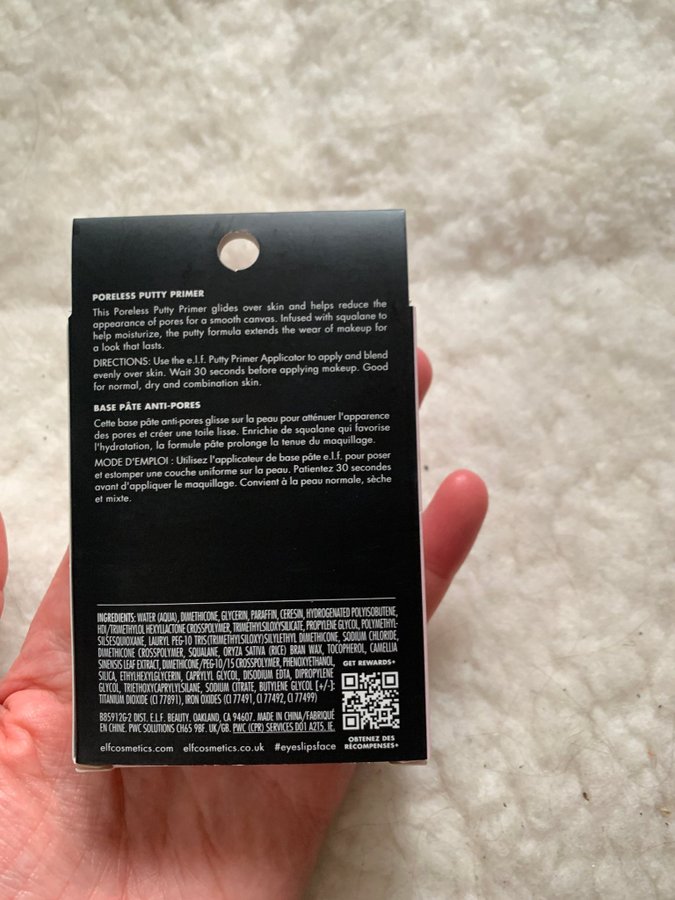 PORELESS PUTTY PRIMER
This Poreless Putty Primer glides over skin and helps reduce the
appearance of pores for a smooth canvas. Infused with squalane to
help moisturize, the putty formula extends the wear of makeup for
a look that lasts.
DIRECTIONS: Use the e.l.f. Putty Primer Applicator to apply and blend
evenly over skin. Wait 30 seconds before applying makeup. Good
for normal, dry and combination skin.
BASE PÂTE ANTI-PORES
Cette base pâte anti-pores glisse sur la peau pour atténuer l'apparence
des pores et créer une toile lisse. Enrichie de squalane qui favorise
l'hydratation, la formule pâte prolonge la tenue du maquillage.
MODE D'EMPLOI : Utilisez l'applicateur de base pâte e.l.f. pour poser
et estomper une couche uniforme sur la peau. Patientez 30 secondes
avant d'appliquer le maquillage. Convient à la peau normale, sèche
et mixte.
INGREDIENTS: WATER (AQUA), DIMETHICONE, GLYCERIN, PARAFFIN, CERESIN, HYDROGENATED POLYISOBUTENE,
HDI/TRIMETHYLOL HEXYLLACTONE CROSSPOLYMER, TRIMETHYLSILOXYSILICATE, PROPYLENE GLYCOL, POLYMETHYL-
SILSESQUIOXANE, LAURYL PEG-10 TRIS(TRIMETHYLSILOXY)SILYLETHYL DIMETHICONE, SODIUM CHLORIDE,
DIMETHICONE CROSSPOLYMER, SQUALANE, ORYZA SATIVA (RICE) BRAN WAX, TOCOPHEROL, CAMELLIA
SINENSIS LEAF EXTRACT, DIMETHICONE/PEG-10/15 CROSSPOLYMER, PHENOXYETHANOL,
SILICA, ETHYLHEXYLGLYCERIN, CAPRYLYL GLYCOL, DISODIUM EDTA, DIPROPYLENE
GLYCOL, TRIETHOXYCAPRYLYLSILANE, SODIUM CITRATE, BUTYLENE GLYCOL [+/-]:
TITANIUM DIOXIDE (CI 77891), IRON OXIDES (CI 77491, CI 77492, CI 77499)
GET REWARDS+
B85912G-2 DIST. E.L.F. BEAUTY. OAKLAND, CA 94607, MADE IN CHINA/FABRIQUÉ
EN CHINE. PWC SOLUTIONS CH65 9BF. UK/GB. PWC (CPR) SERVICES D01 A2T5. IE.
OBTENEZ DES
RÉCOMPENSES+
elfcosmetics.com elfcosmetics.co.uk #eyeslipsface